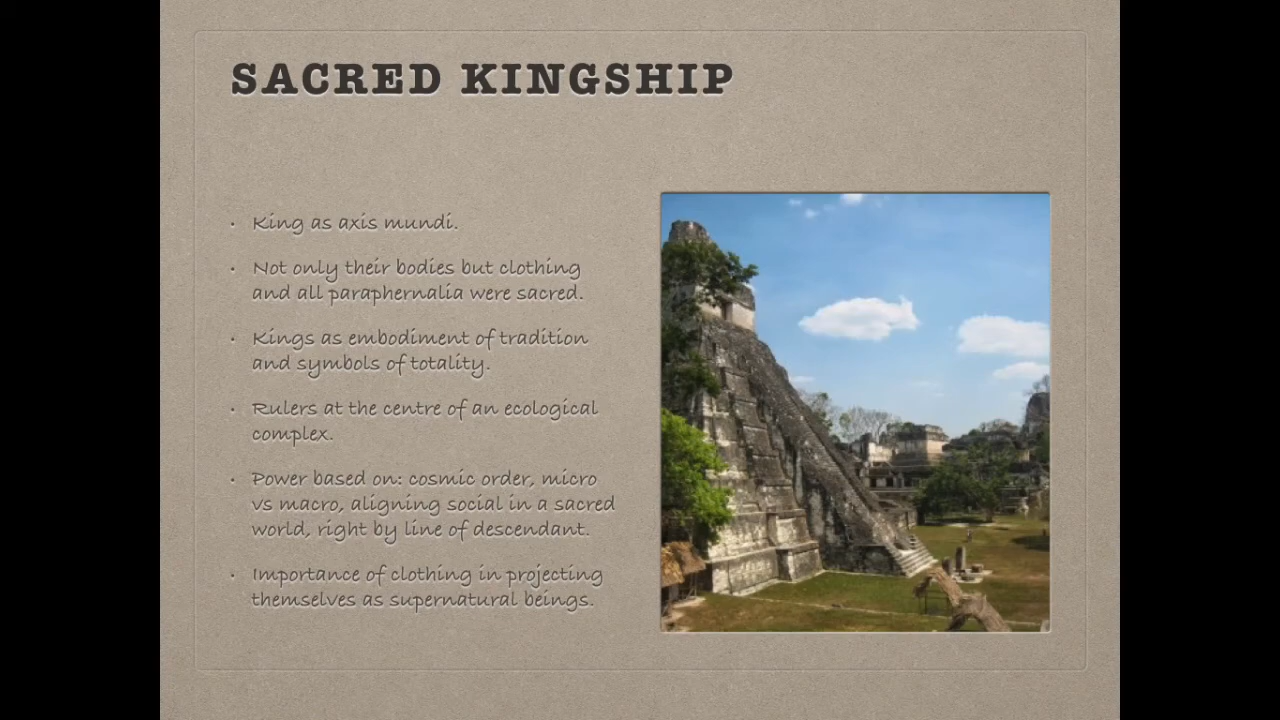 SACRED KINGSHIP
• King as axis mundi.
• Not only their bodies but clothing
and all paraphernalia were sacred.
• Kings as embodiment of tradition
and symbols of totality.
• Rulers at the centre of an ecological
complex.
• Power based on: cosmic order, micro
vs macro, aligning social in a sacred
world, right by line of descendant.
• Importance of clothing in projecting
themselves as supernatural beings.